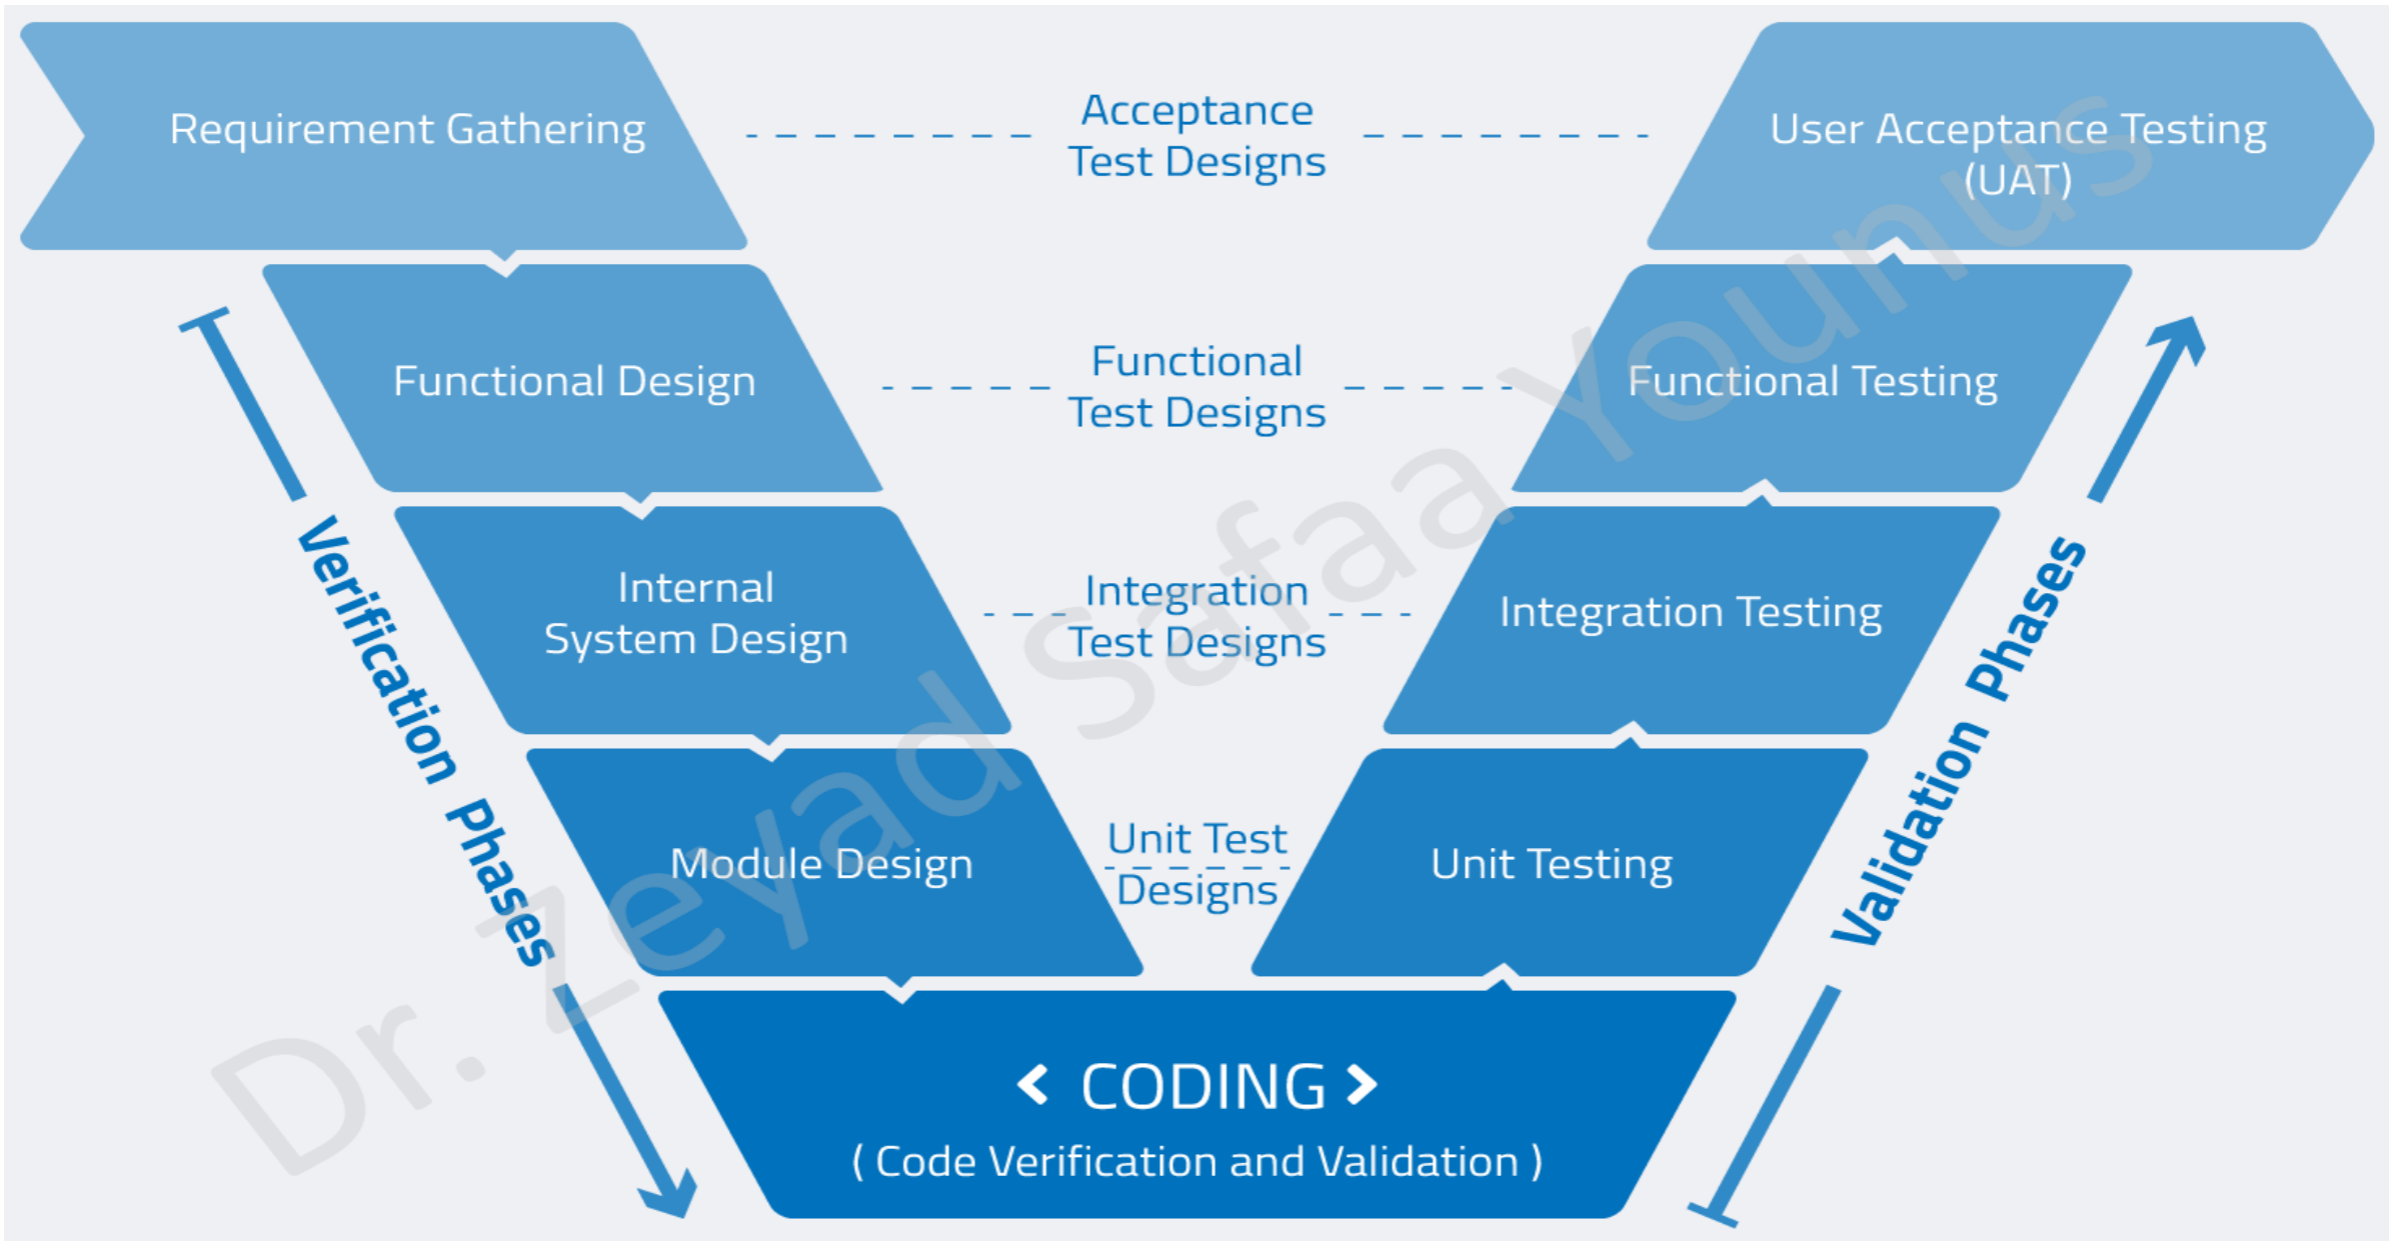 Requirement Gathering
Acceptance
Test Designs
User Acceptance Testing
(UAT)
Functional Design
Functional
Test Designs
Functional Testing
Internal
System Design
Integration
Test Designs
Integration Testing
Module Design
Unit Test
Designs
Unit Testing
< CODING >
( Code Verification and Validation )
Verification Phases
Validation Phases
Dr. Zeyad Safaa Younus